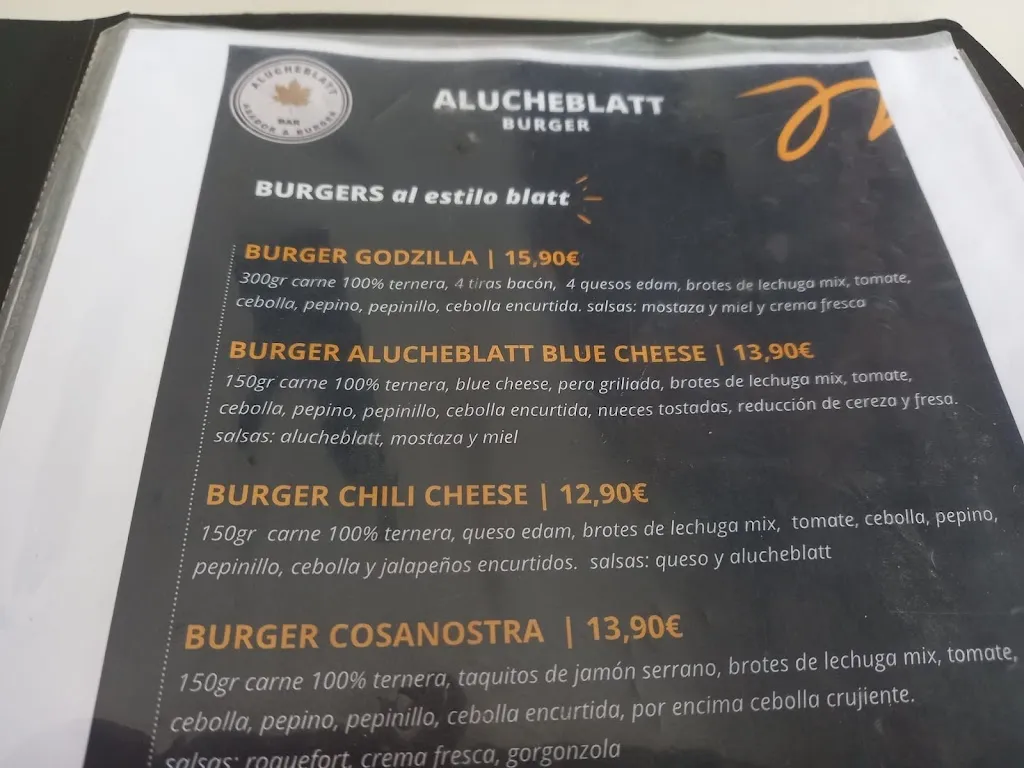 ALUCHEBLATT
BAR
ALUCHEBLATT
BURGER
BURGERS al estilo blatt
BURGER GODZILLA | 15,90€
300gr carne 100% ternera, 4 tiras bacón, 4 quesos edam, brotes de lechuga mix, tomate,
cebolla, pepino, pepinillo, cebolla encurtida. salsas: mostaza y miel y crema fresca
BURGER ALUCHEBLATT BLUE CHEESE | 13,90€
150gr carne 100% ternera, blue cheese, pera griliada, brotes de lechuga mix, tomate,
cebolla, pepino, pepinillo, cebolla encurtida, nueces tostadas, reducción de cereza y fresa.
salsas: alucheblatt, mostaza y miel
BURGER CHILI CHEESE | 12,90€
150gr carne 100% ternera, queso edam, brotes de lechuga mix, tomate, cebolla, pepino,
pepinillo, cebolla y jalapeños encurtidos. salsas: queso y alucheblatt
BURGER COSANOSTRA | 13,90€
150gr carne 100% ternera, taquitos de jamón serrano, brotes de lechuga mix, tomate,
cebolla, pepino, pepinillo, cebolla encurtida, por encima cebolla crujiente.
salsas: roquefort, crema fresca, gorgonzola